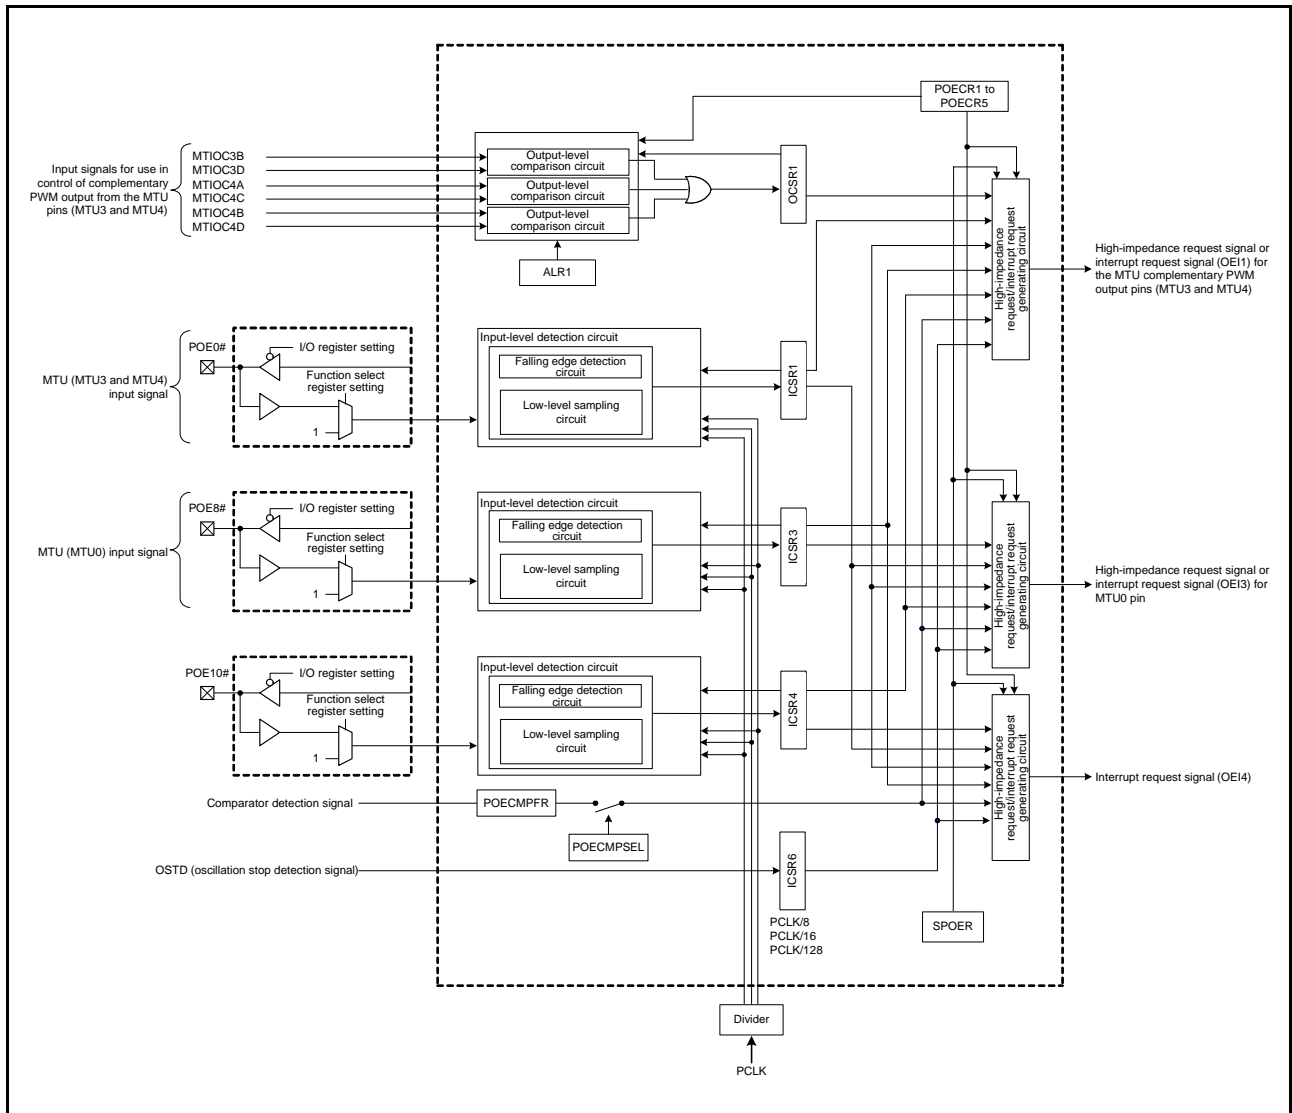 POECR1 to
POECR5
Input signals for use in
control of complementary
PWM output from the MTU
pins (MTU3 and MTU4)
MTIOC3B
MTIOC3D
MTIOC4A
MTIOC4C
MTIOC4B
MTIOC4D
Output-level
comparison circuit
Output-level
comparison circuit
Output-level
comparison circuit
OCSR1
ALR1
High-impedance
request/interrupt request
generating circuit
High-impedance request signal or
interrupt request signal (OEI1) for
the MTU complementary PWM
output pins (MTU3 and MTU4)
MTU (MTU3 and MTU4)
input signal
POE0#
I/O register setting
Function select
register setting
1
Input-level detection circuit
Falling edge detection
circuit
Low-level sampling
circuit
ICSR1
MTU (MTU0) input signal
POE8#
I/O register setting
Function select
register setting
1
Input-level detection circuit
Falling edge detection
circuit
Low-level sampling
circuit
ICSR3
High-impedance
request/interrupt request
generating circuit
High-impedance request signal or
interrupt request signal (OEI3) for
MTU0 pin
POE10#
I/O register setting
Function select
register setting
1
Input-level detection circuit
Falling edge detection
circuit
Low-level sampling
circuit
ICSR4
High-impedance
request/interrupt request
generating circuit
Interrupt request signal (OEI4)
Comparator detection signal
POECMPFR
POECMPSEL
OSTD (oscillation stop detection signal)
ICSR6
PCLK/8
PCLK/16
PCLK/128
SPOER
Divider
PCLK